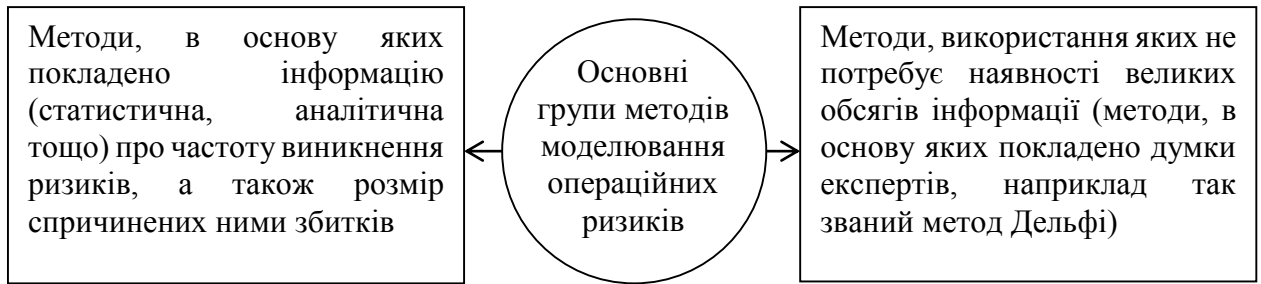 Методи, в основу яких
покладено інформацію
(статистична, аналітична
тощо) про частоту виникнення
ризиків, а також розмір
спричинених ними збитків
Основні
групи методів
моделювання
операційних
ризиків
Методи, використання яких не
потребує наявності великих
обсягів інформації (методи, в
основу яких покладено думки
експертів, наприклад так
званий метод Дельфі)